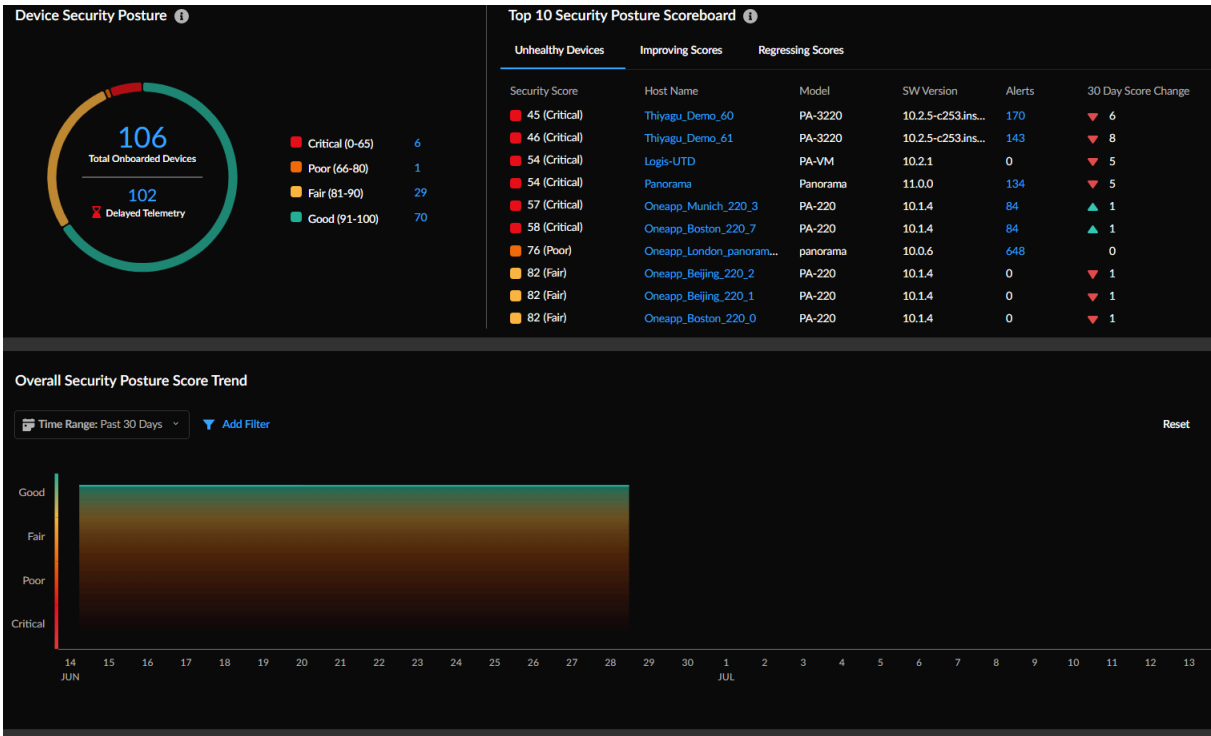 Device Security Posture
106
Total Onboarded Devices
102
Delayed Telemetry
Critical (0-65) 6
Poor (66-80) 1
Fair (81-90) 29
Good (91-100) 70
Top 10 Security Posture Scoreboard
Unhealthy Devices Improving Scores Regressing Scores
Security Score Host Name Model SW Version Alerts 30 Day Score Change
45 (Critical) Thiyagu_Demo_60 PA-3220 10.2.5-c253.ins... 170 6
46 (Critical) Thiyagu_Demo_61 PA-3220 10.2.5-c253.ins... 143 8
54 (Critical) Logis-UTD PA-VM 10.2.1 0 5
54 (Critical) Panorama Panorama 11.0.0 134 5
57 (Critical) Oneapp_Munich_220_3 PA-220 10.1.4 84 1
58 (Critical) Oneapp_Boston_220_7 PA-220 10.1.4 84 1
76 (Poor) Oneapp_London_panoram... panorama 10.0.6 648 0
82 (Fair) Oneapp_Beijing_220_2 PA-220 10.1.4 0 1
82 (Fair) Oneapp_Beijing_220_1 PA-220 10.1.4 0 1
82 (Fair) Oneapp_Boston_220_0 PA-220 10.1.4 0 1
Overall Security Posture Score Trend
Time Range: Past 30 Days Add Filter Reset
Good
Fair
Poor
Critical
14 15 16 17 18 19 20 21 22 23 24 25 26 27 28 29 30 1 2 3 4 5 6 7 8 9 10 11 12 13
JUN JUL